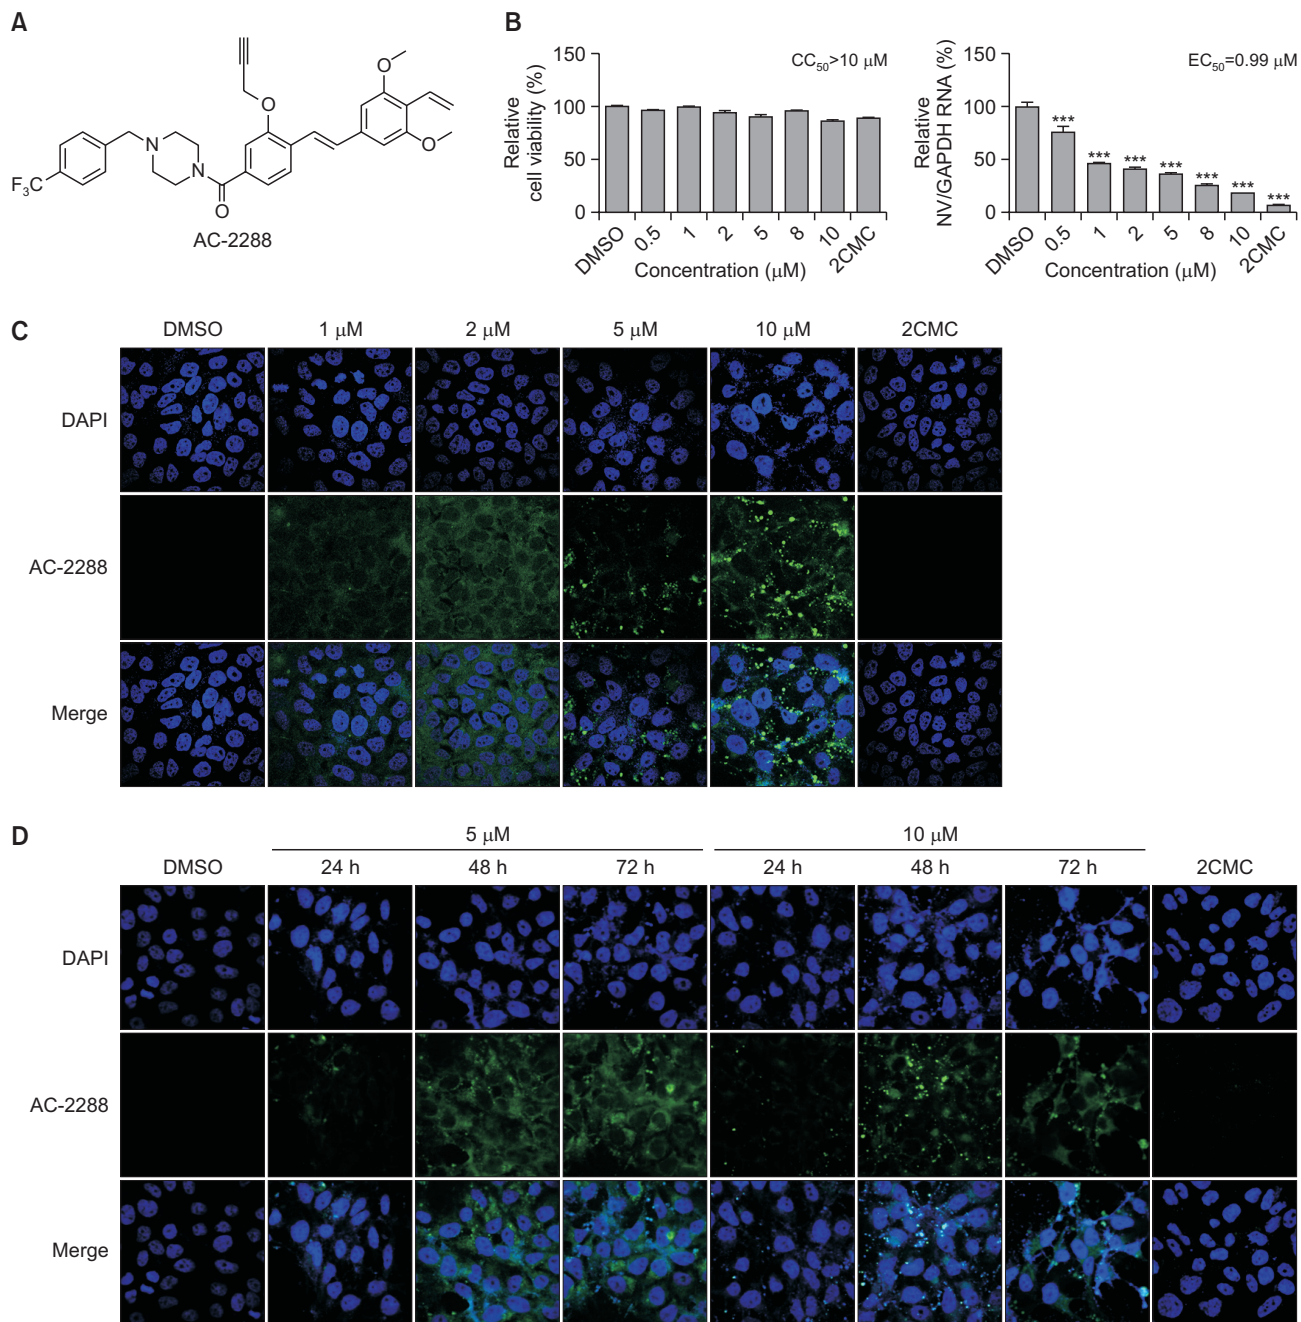 A
O
O
O
N
N
O
F₃C
AC-2288
B
Relative
cell viability (%)
150
100
50
0
CC₅₀>10 μM
DMSO 0.5 1 2 5 8 10 2CMC
Concentration (μM)
Relative
NV/GAPDH RNA (%)
150
100
50
0
EC₅₀=0.99 μM
*** *** *** *** *** *** ***
DMSO 0.5 1 2 5 8 10 2CMC
Concentration (μM)
C
DMSO 1 μM 2 μM 5 μM 10 μM 2CMC
DAPI
AC-2288
Merge
D
5 μM 10 μM
DMSO 24 h 48 h 72 h 24 h 48 h 72 h 2CMC
DAPI
AC-2288
Merge